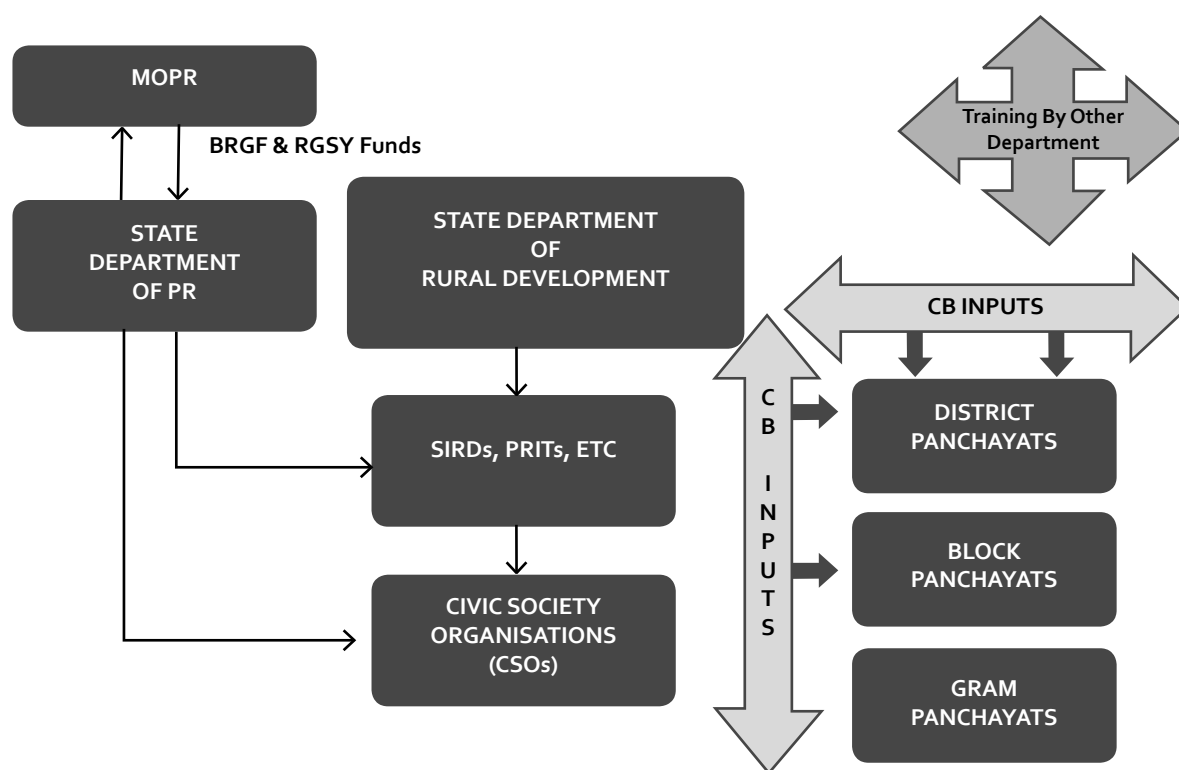 MOPR
BRGF & RGSY Funds
STATE
DEPARTMENT
OF PR
STATE DEPARTMENT
OF
RURAL DEVELOPMENT
SIRDs, PRITs, ETC
CIVIC SOCIETY
ORGANISATIONS
(CSOs)
Training By Other
Department
CB INPUTS
C
B
I
N
P
U
T
S
DISTRICT
PANCHAYATS
BLOCK
PANCHAYATS
GRAM
PANCHAYATS